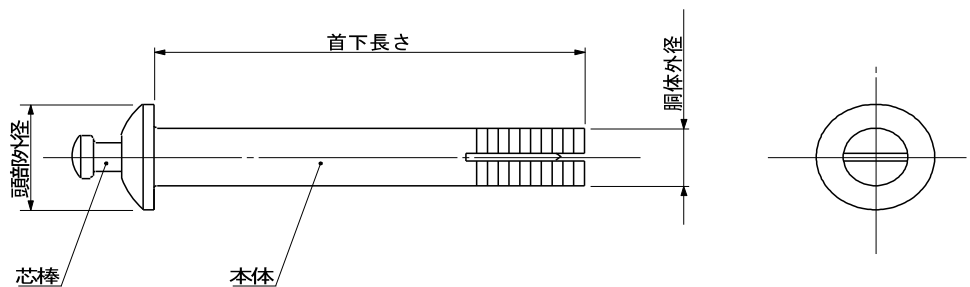 首下長さ
胴体外径
頭部外径
芯棒
本体